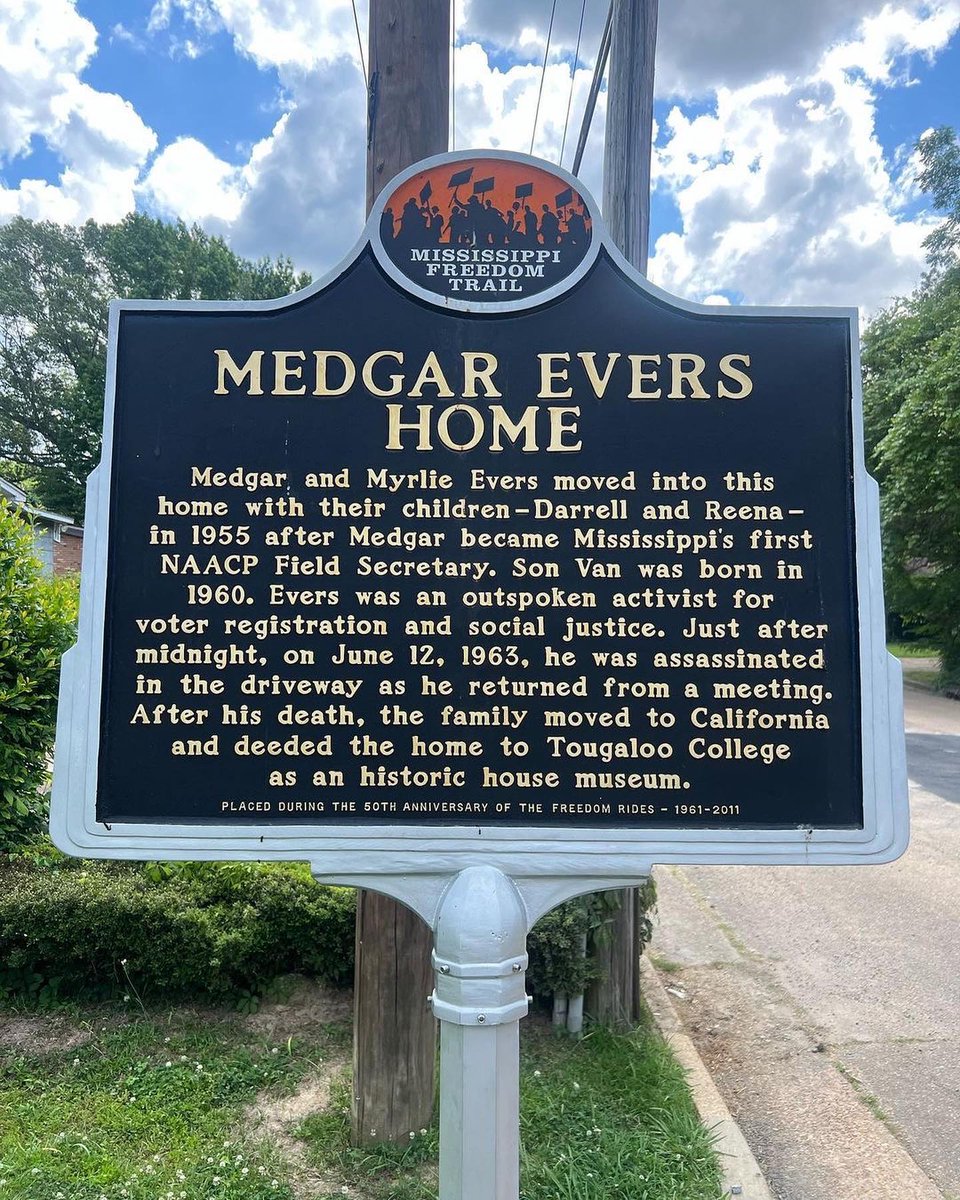 MISSISSIPPI
FREEDOM
TRAIL
MEDGAR EVERS
HOME
Medgar and Myrlie Evers moved into this
home with their children–Darrell and Reena–
in 1955 after Medgar became Mississippi's first
NAACP Field Secretary. Son Van was born in
1960. Evers was an outspoken activist for
voter registration and social justice. Just after
midnight, on June 12, 1963, he was assassinated
in the driveway as he returned from a meeting.
After his death, the family moved to California
and deeded the home to Tougaloo College
as an historic house museum.
PLACED DURING THE 50TH ANNIVERSARY OF THE FREEDOM RIDES – 1961-2011